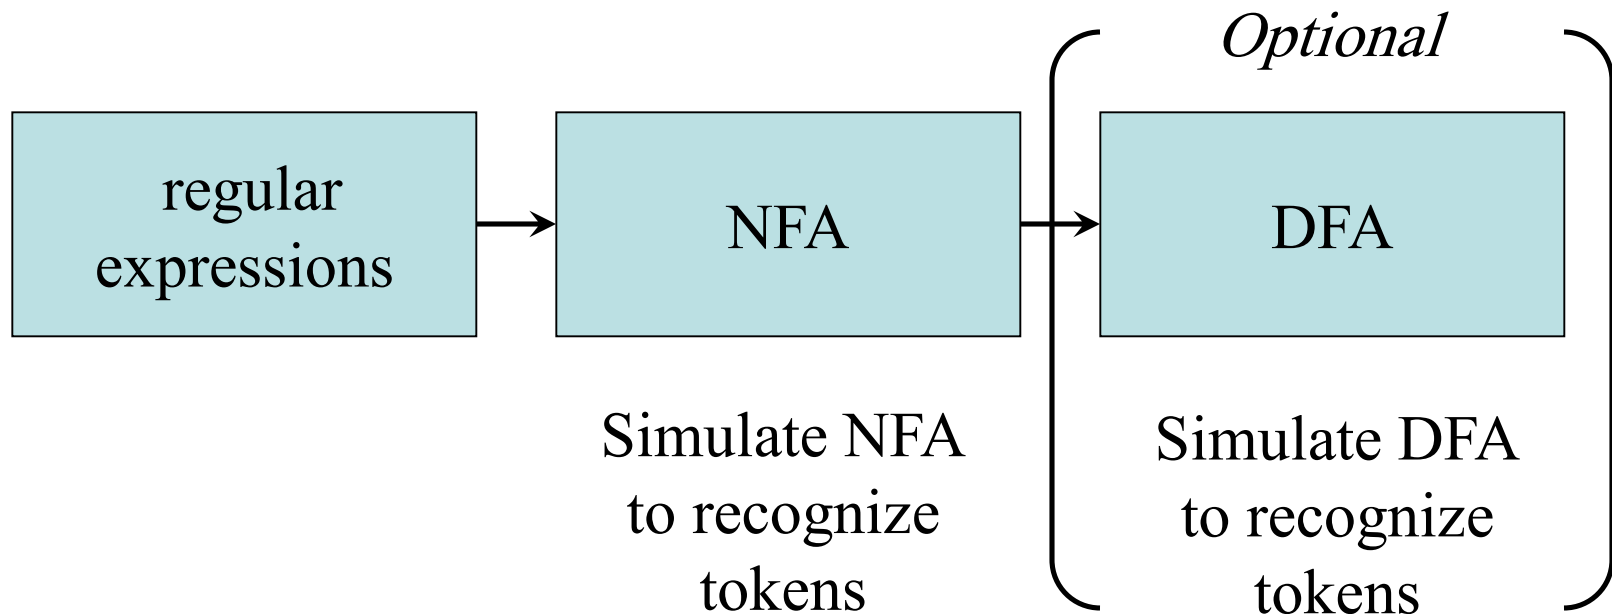 Optional
regular
expressions
NFA
DFA
Simulate NFA
to recognize
tokens
Simulate DFA
to recognize
tokens